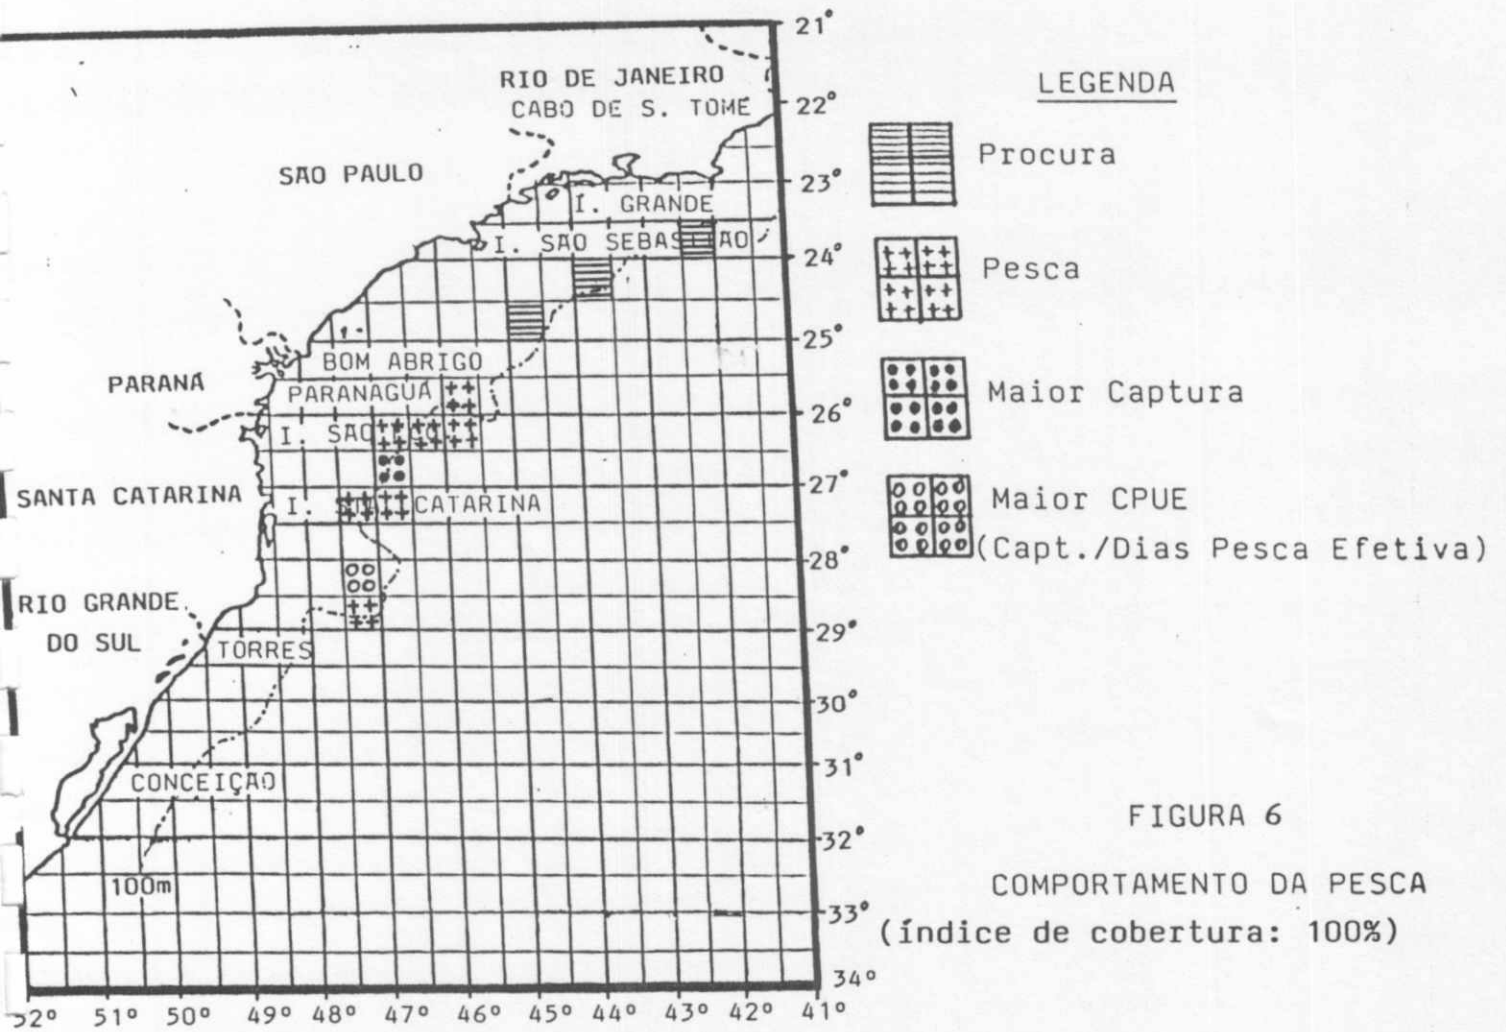 21°
RIO DE JANEIRO
CABO DE S. TOMÉ
22°
SÃO PAULO
23°
I. GRANDE
I. SÃO SEBAS ÃO
24°
25°
BOM ABRIGO
PARANÁ
PARANAGUÁ
26°
I. SÃO
27°
SANTA CATARINA
I. CATARINA
28°
RIO GRANDE
DO SUL
29°
TORRES
30°
31°
CONCEIÇÃO
32°
100m
33°
34°
52° 51° 50° 49° 48° 47° 46° 45° 44° 43° 42° 41°
LEGENDA
Procura
Pesca
Maior Captura
Maior CPUE
(Capt./Dias Pesca Efetiva)
FIGURA 6
COMPORTAMENTO DA PESCA
(índice de cobertura: 100%)